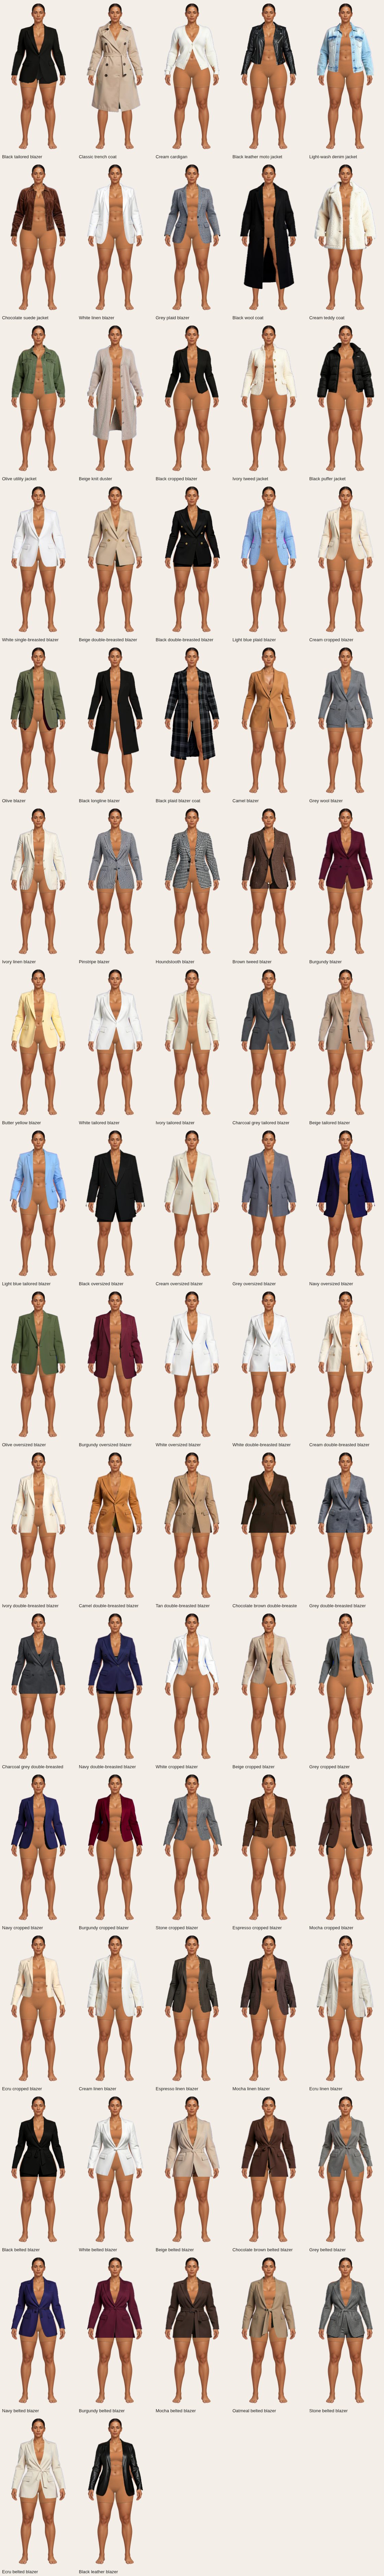 Black tailored blazer
Classic trench coat
Cream cardigan
Black leather moto jacket
Light-wash denim jacket
Chocolate suede jacket
White linen blazer
Grey plaid blazer
Black wool coat
Cream teddy coat
Olive utility jacket
Beige knit duster
Black cropped blazer
Ivory tweed jacket
Black puffer jacket
White single-breasted blazer
Beige double-breasted blazer
Black double-breasted blazer
Light blue plaid blazer
Cream cropped blazer
Olive blazer
Black longline blazer
Black plaid blazer coat
Camel blazer
Grey wool blazer
Ivory linen blazer
Pinstripe blazer
Houndstooth blazer
Brown tweed blazer
Burgundy blazer
Butter yellow blazer
White tailored blazer
Ivory tailored blazer
Charcoal grey tailored blazer
Beige tailored blazer
Light blue tailored blazer
Black oversized blazer
Cream oversized blazer
Grey oversized blazer
Navy oversized blazer
Olive oversized blazer
Burgundy oversized blazer
White oversized blazer
White double-breasted blazer
Cream double-breasted blazer
Ivory double-breasted blazer
Camel double-breasted blazer
Tan double-breasted blazer
Chocolate brown double-breaste
Grey double-breasted blazer
Charcoal grey double-breasted
Navy double-breasted blazer
White cropped blazer
Beige cropped blazer
Grey cropped blazer
Navy cropped blazer
Burgundy cropped blazer
Stone cropped blazer
Espresso cropped blazer
Mocha cropped blazer
Ecru cropped blazer
Cream linen blazer
Espresso linen blazer
Mocha linen blazer
Ecru linen blazer
Black belted blazer
White belted blazer
Beige belted blazer
Chocolate brown belted blazer
Grey belted blazer
Navy belted blazer
Burgundy belted blazer
Mocha belted blazer
Oatmeal belted blazer
Stone belted blazer
Ecru belted blazer
Black leather blazer